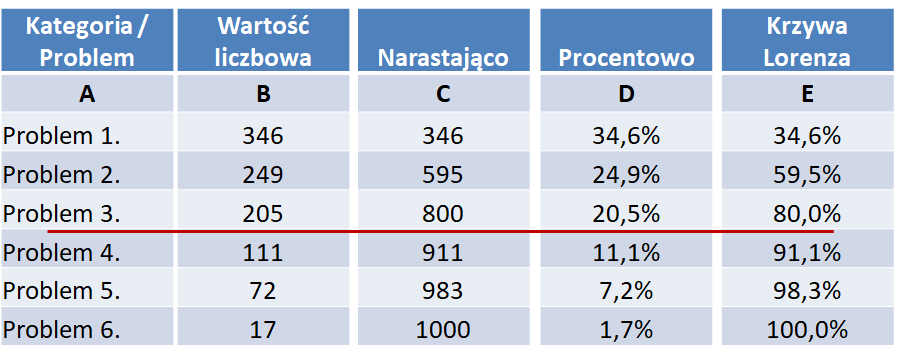 Kategoria / Problem Wartość liczbowa Narastająco Procentowo Krzywa Lorenza
A B C D E
Problem 1. 346 346 34,6% 34,6%
Problem 2. 249 595 24,9% 59,5%
Problem 3. 205 800 20,5% 80,0%
Problem 4. 111 911 11,1% 91,1%
Problem 5. 72 983 7,2% 98,3%
Problem 6. 17 1000 1,7% 100,0%